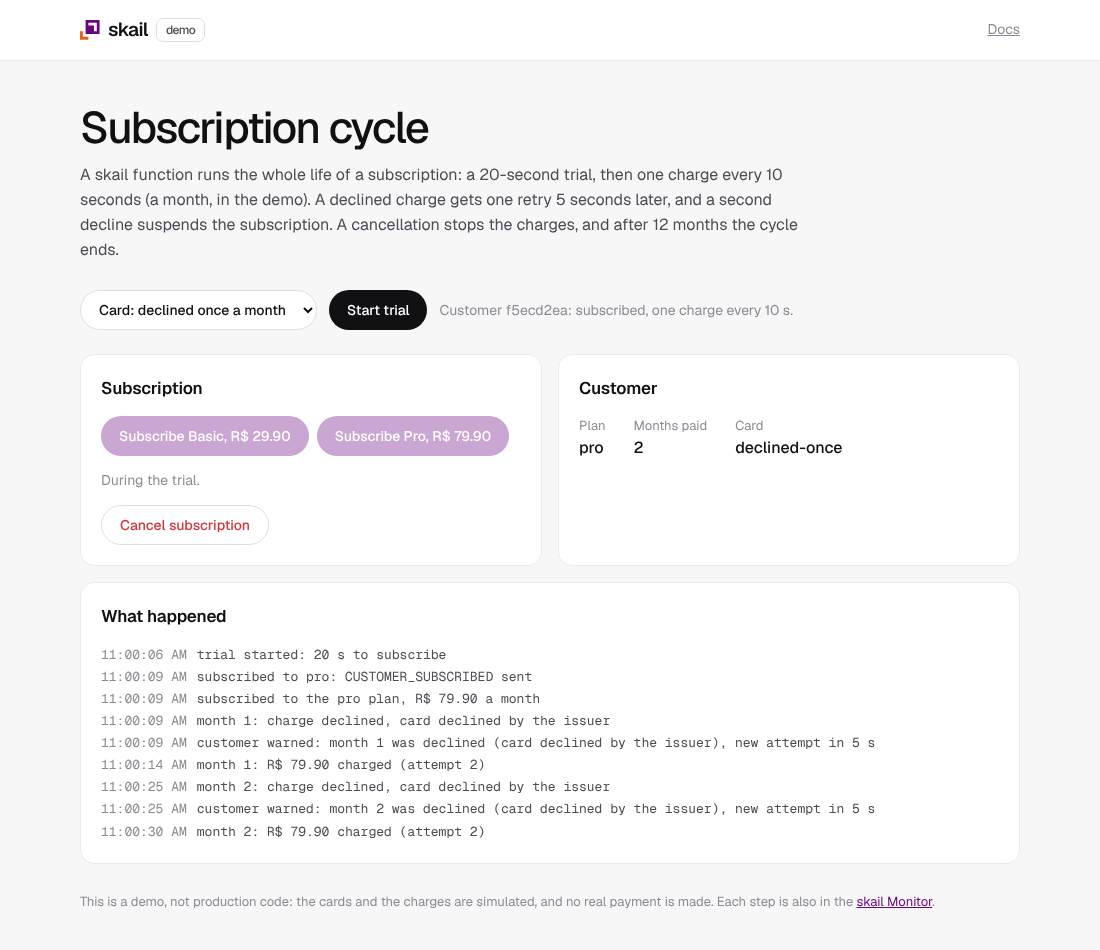 skail demo Docs
Subscription cycle
A skail function runs the whole life of a subscription: a 20-second trial, then one charge every 10
seconds (a month, in the demo). A declined charge gets one retry 5 seconds later, and a second
decline suspends the subscription. A cancellation stops the charges, and after 12 months the cycle
ends.
Card: declined once a month Start trial Customer f5ecd2ea: subscribed, one charge every 10 s.
Subscription
Subscribe Basic, R$ 29.90 Subscribe Pro, R$ 79.90
During the trial.
Cancel subscription
Customer
Plan Months paid Card
pro 2 declined-once
What happened
11:00:06 AM trial started: 20 s to subscribe
11:00:09 AM subscribed to pro: CUSTOMER_SUBSCRIBED sent
11:00:09 AM subscribed to the pro plan, R$ 79.90 a month
11:00:09 AM month 1: charge declined, card declined by the issuer
11:00:09 AM customer warned: month 1 was declined (card declined by the issuer), new attempt in 5 s
11:00:14 AM month 1: R$ 79.90 charged (attempt 2)
11:00:25 AM month 2: charge declined, card declined by the issuer
11:00:25 AM customer warned: month 2 was declined (card declined by the issuer), new attempt in 5 s
11:00:30 AM month 2: R$ 79.90 charged (attempt 2)
This is a demo, not production code: the cards and the charges are simulated, and no real payment is made. Each step is also in the skail Monitor.